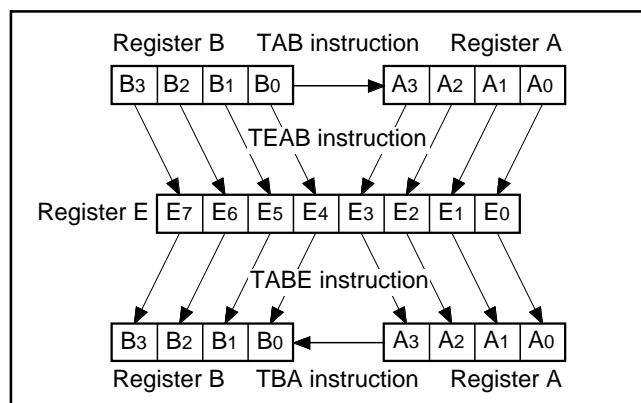 Register B TAB instruction Register A
B3 B2 B1 B0 A3 A2 A1 A0
TEAB instruction
Register E E7 E6 E5 E4 E3 E2 E1 E0
TABE instruction
B3 B2 B1 B0 A3 A2 A1 A0
Register B TBA instruction Register A